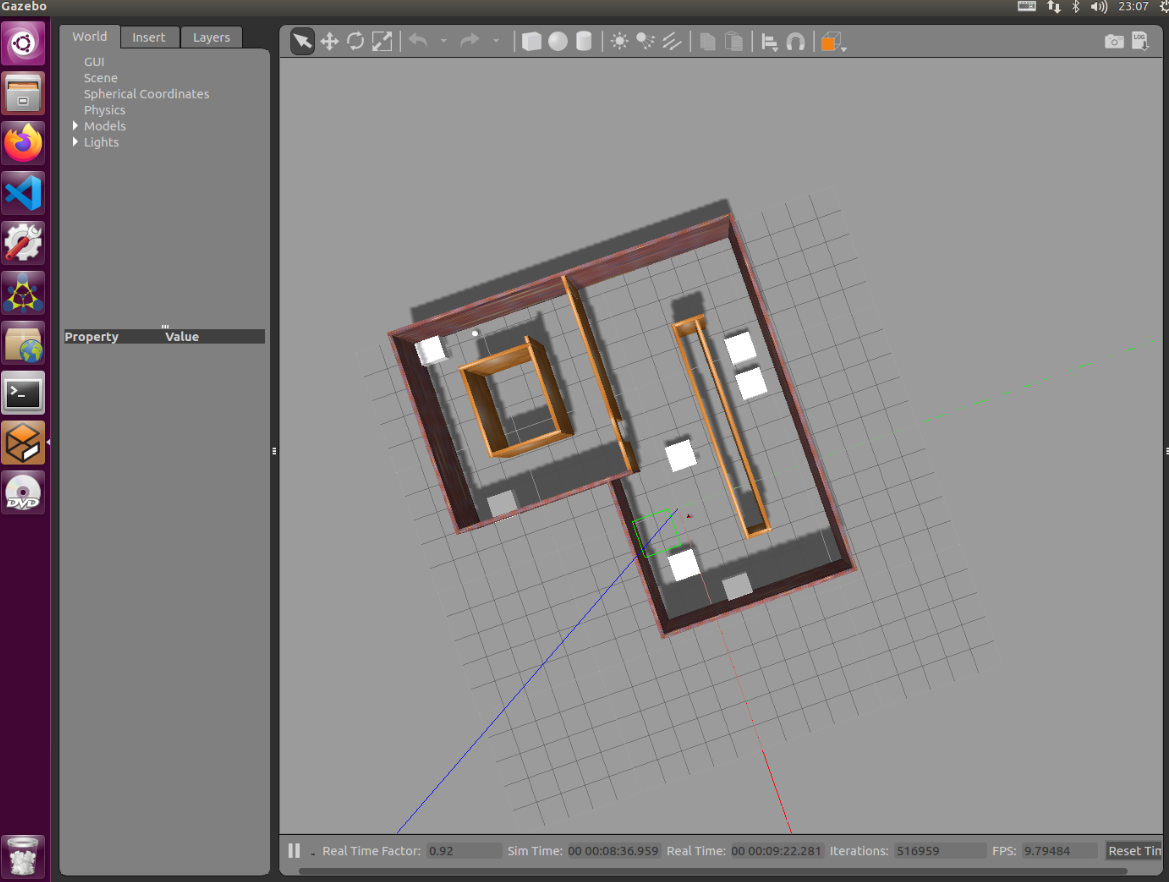 Gazebo 23:07
World Insert Layers
GUI
Scene
Spherical Coordinates
Physics
Models
Lights
Property Value
Real Time Factor: 0.92 Sim Time: 00 00:08:36.959 Real Time: 00 00:09:22.281 Iterations: 516959 FPS: 9.79484 Reset Tim
LOG
DVD
>_